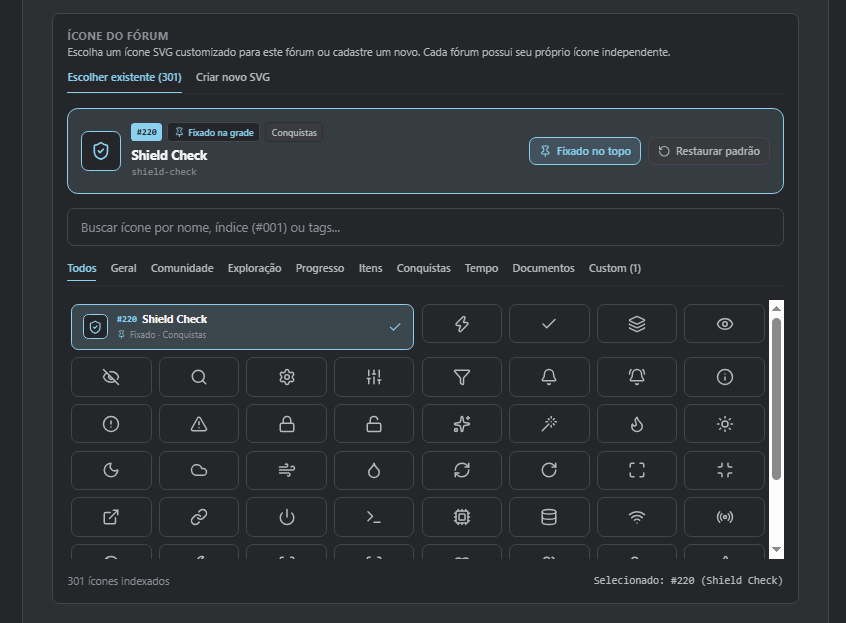 ÍCONE DO FÓRUM
Escolha um ícone SVG customizado para este fórum ou cadastre um novo. Cada fórum possui seu próprio ícone independente.
Escolher existente (301) Criar novo SVG
#220 Fixado na grade Conquistas
Shield Check
shield-check
Fixado no topo Restaurar padrão
Buscar ícone por nome, índice (#001) ou tags...
Todos Geral Comunidade Exploração Progresso Itens Conquistas Tempo Documentos Custom (1)
#220 Shield Check
Fixado · Conquistas
301 ícones indexados
Selecionado: #220 (Shield Check)